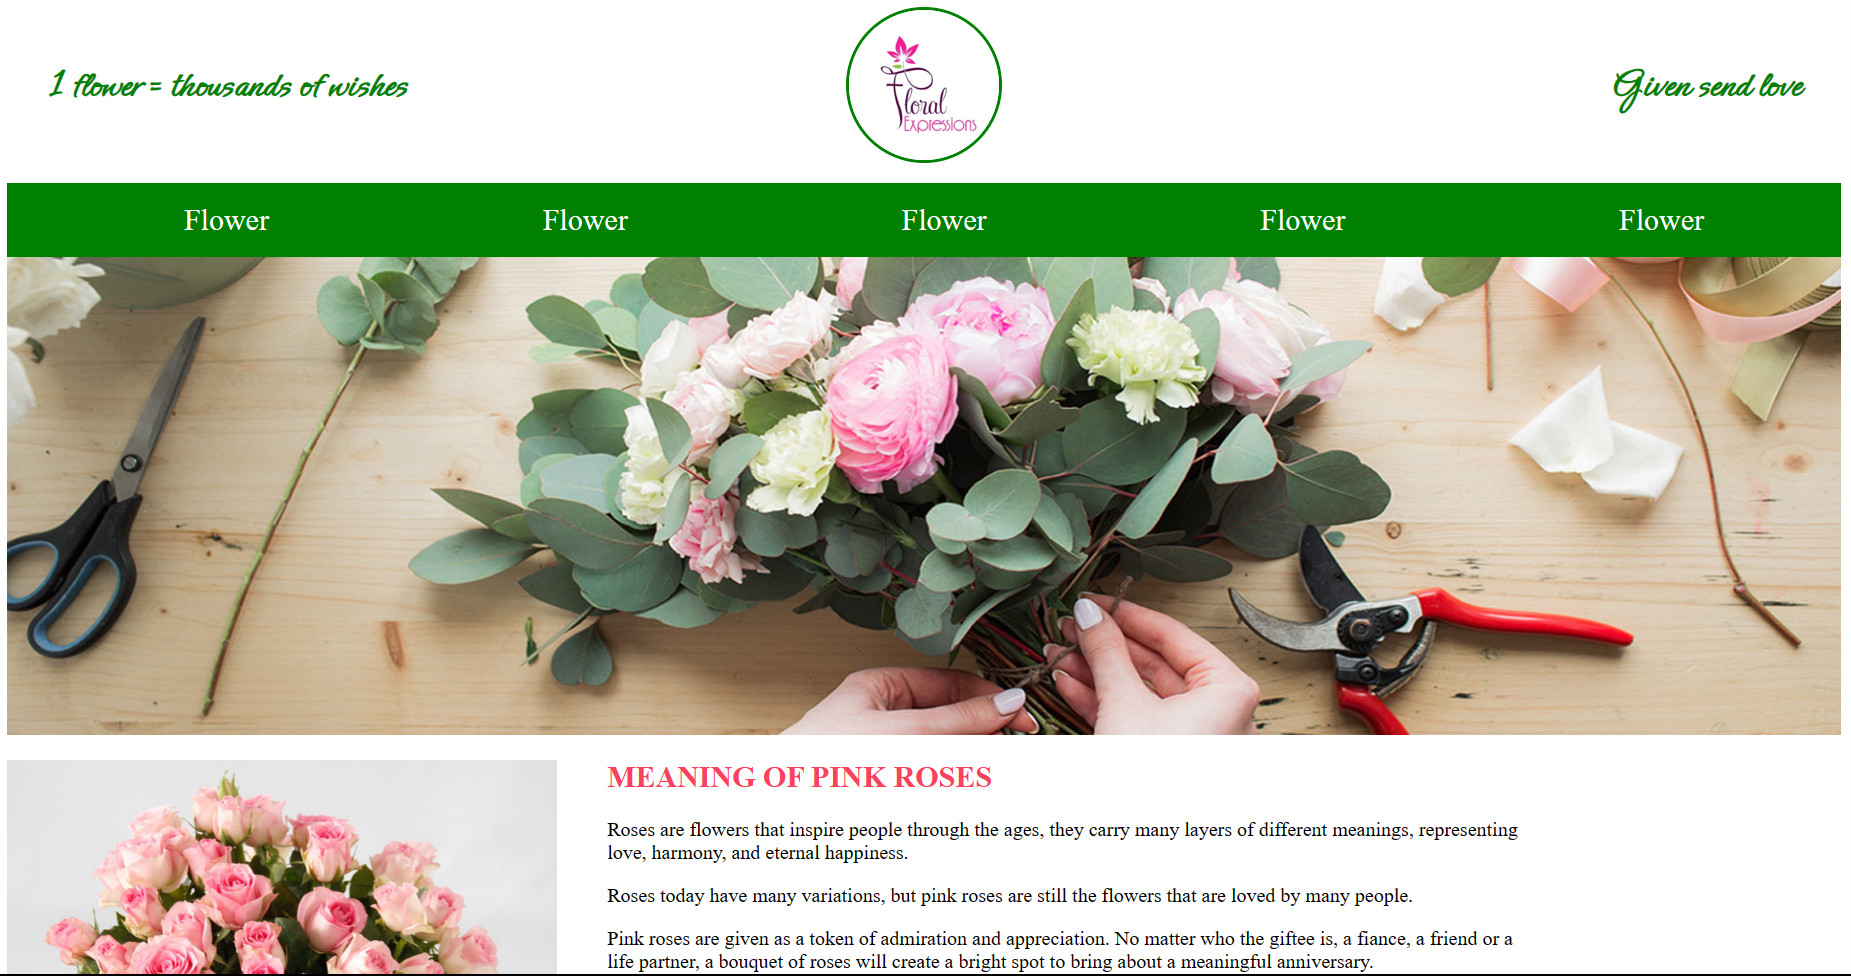 1 flower = thousands of wishes
Floral
Expressions
Given send love
Flower Flower Flower Flower Flower
MEANING OF PINK ROSES
Roses are flowers that inspire people through the ages, they carry many layers of different meanings, representing
love, harmony, and eternal happiness.
Roses today have many variations, but pink roses are still the flowers that are loved by many people.
Pink roses are given as a token of admiration and appreciation. No matter who the giftee is, a fiance, a friend or a
life partner, a bouquet of roses will create a bright spot to bring about a meaningful anniversary.